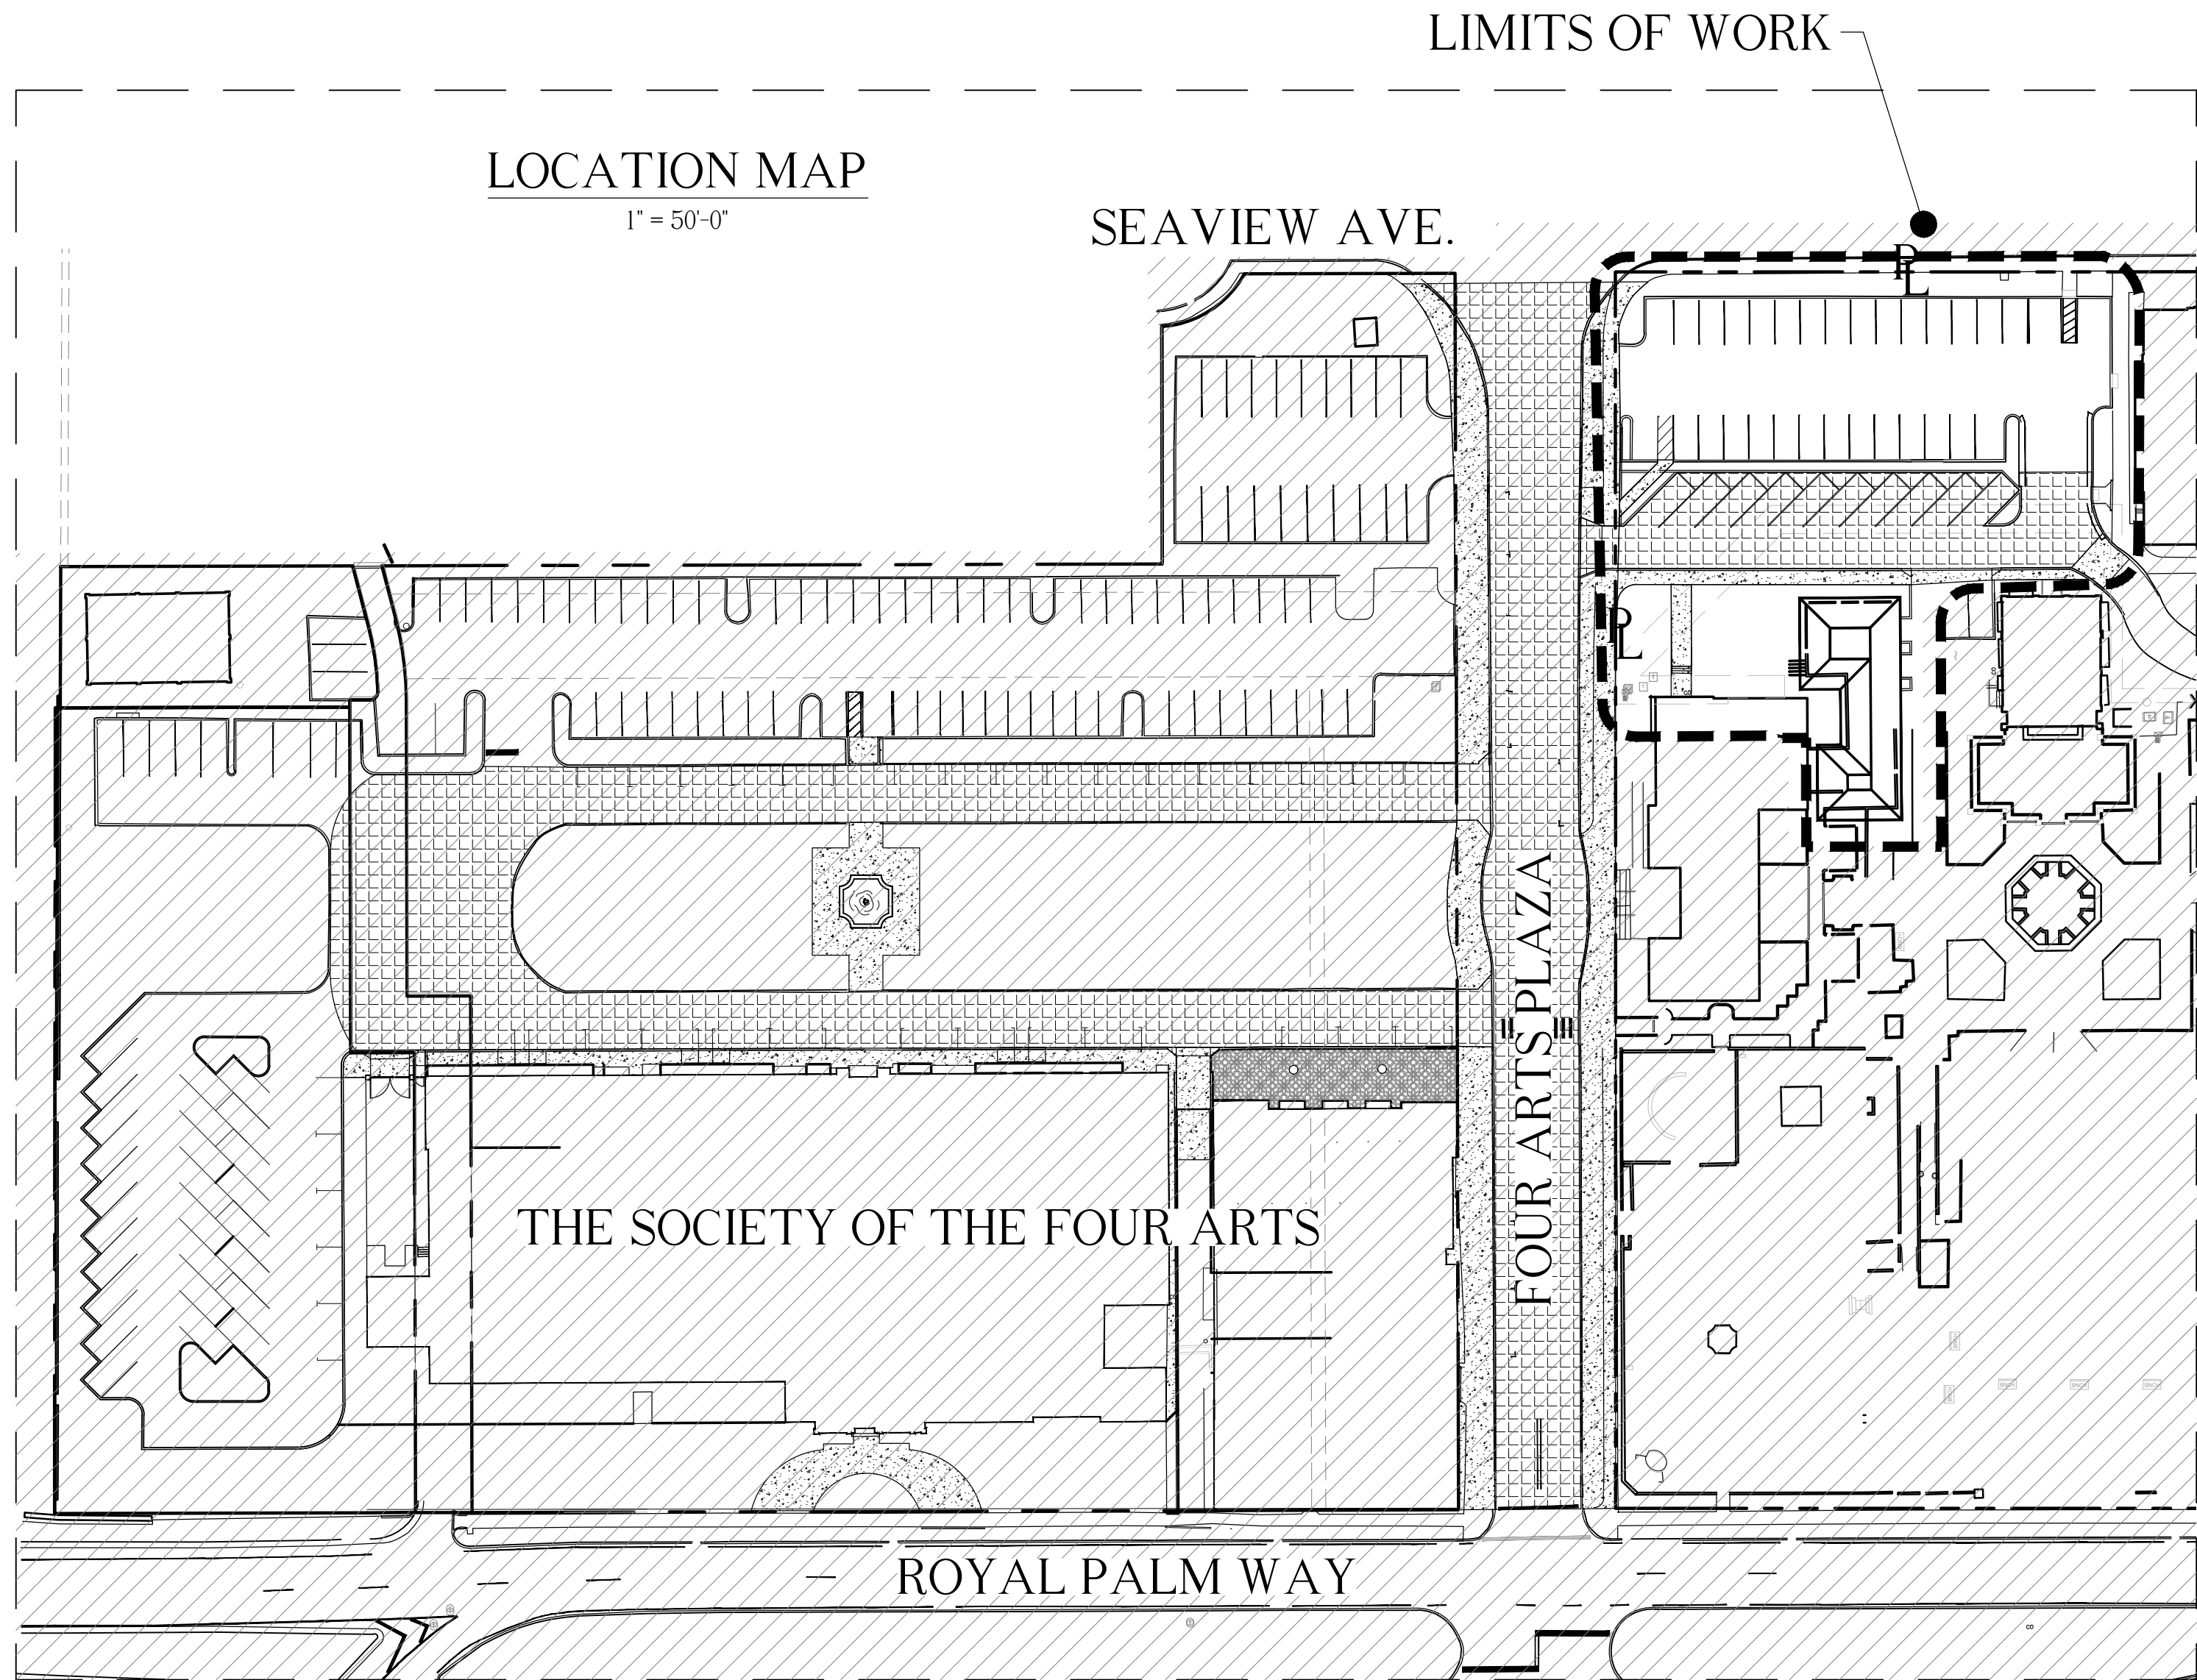 LIMITS OF WORK
LOCATION MAP
1" = 50'-0"
SEAVIEW AVE.
PL
PL
FOUR ARTS PLAZA
THE SOCIETY OF THE FOUR ARTS
ROYAL PALM WAY